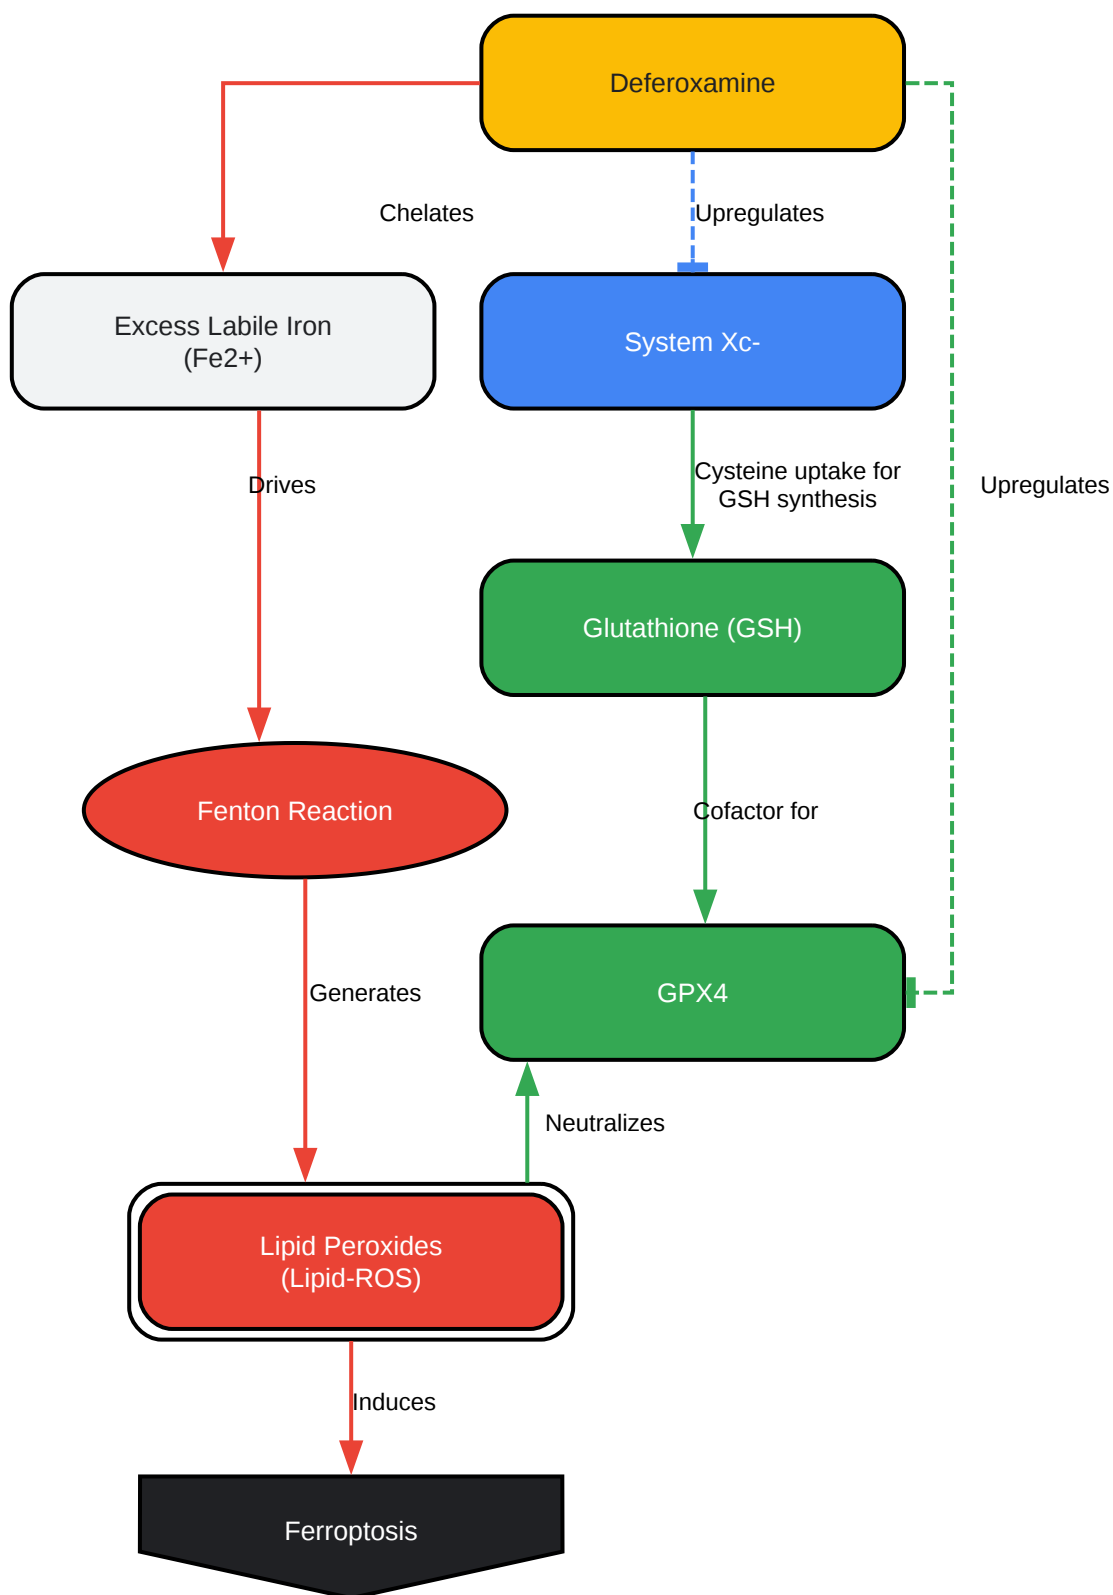 Deferoxamine
Chelates
Upregulates
Excess Labile Iron
(Fe2+)
System Xc-
Drives
Cysteine uptake for
GSH synthesis
Upregulates
Glutathione (GSH)
Fenton Reaction
Cofactor for
Generates
GPX4
Neutralizes
Lipid Peroxides
(Lipid-ROS)
Induces
Ferroptosis